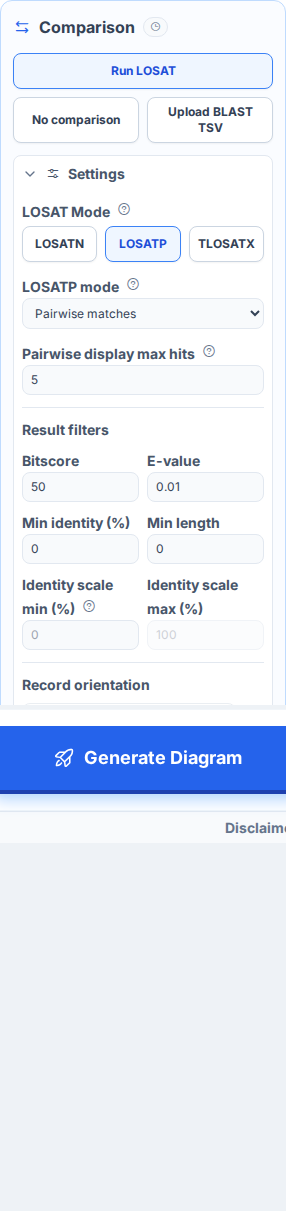 Comparison
Run LOSAT
No comparison
Upload BLAST
TSV
Settings
LOSAT Mode
LOSATN
LOSATP
TLOSATX
LOSATP mode
Pairwise matches
Pairwise display max hits
5
Result filters
Bitscore
E-value
50
0.01
Min identity (%)
Min length
0
0
Identity scale
min (%)
Identity scale
max (%)
0
100
Record orientation
Generate Diagram